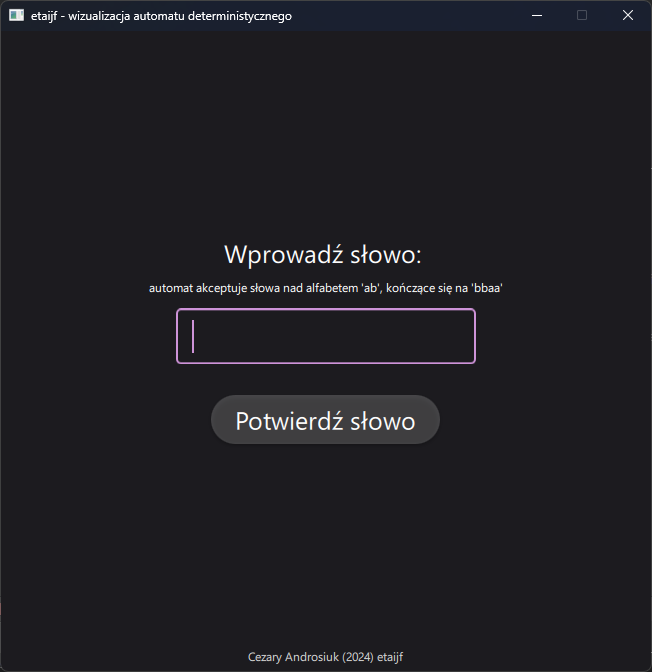 etaijf - wizualizacja automatu deterministycznego
Wprowadź słowo:
automat akceptuje słowa nad alfabetem 'ab', kończące się na 'bbaa'
Potwierdź słowo
Cezary Androsiuk (2024) etaijf